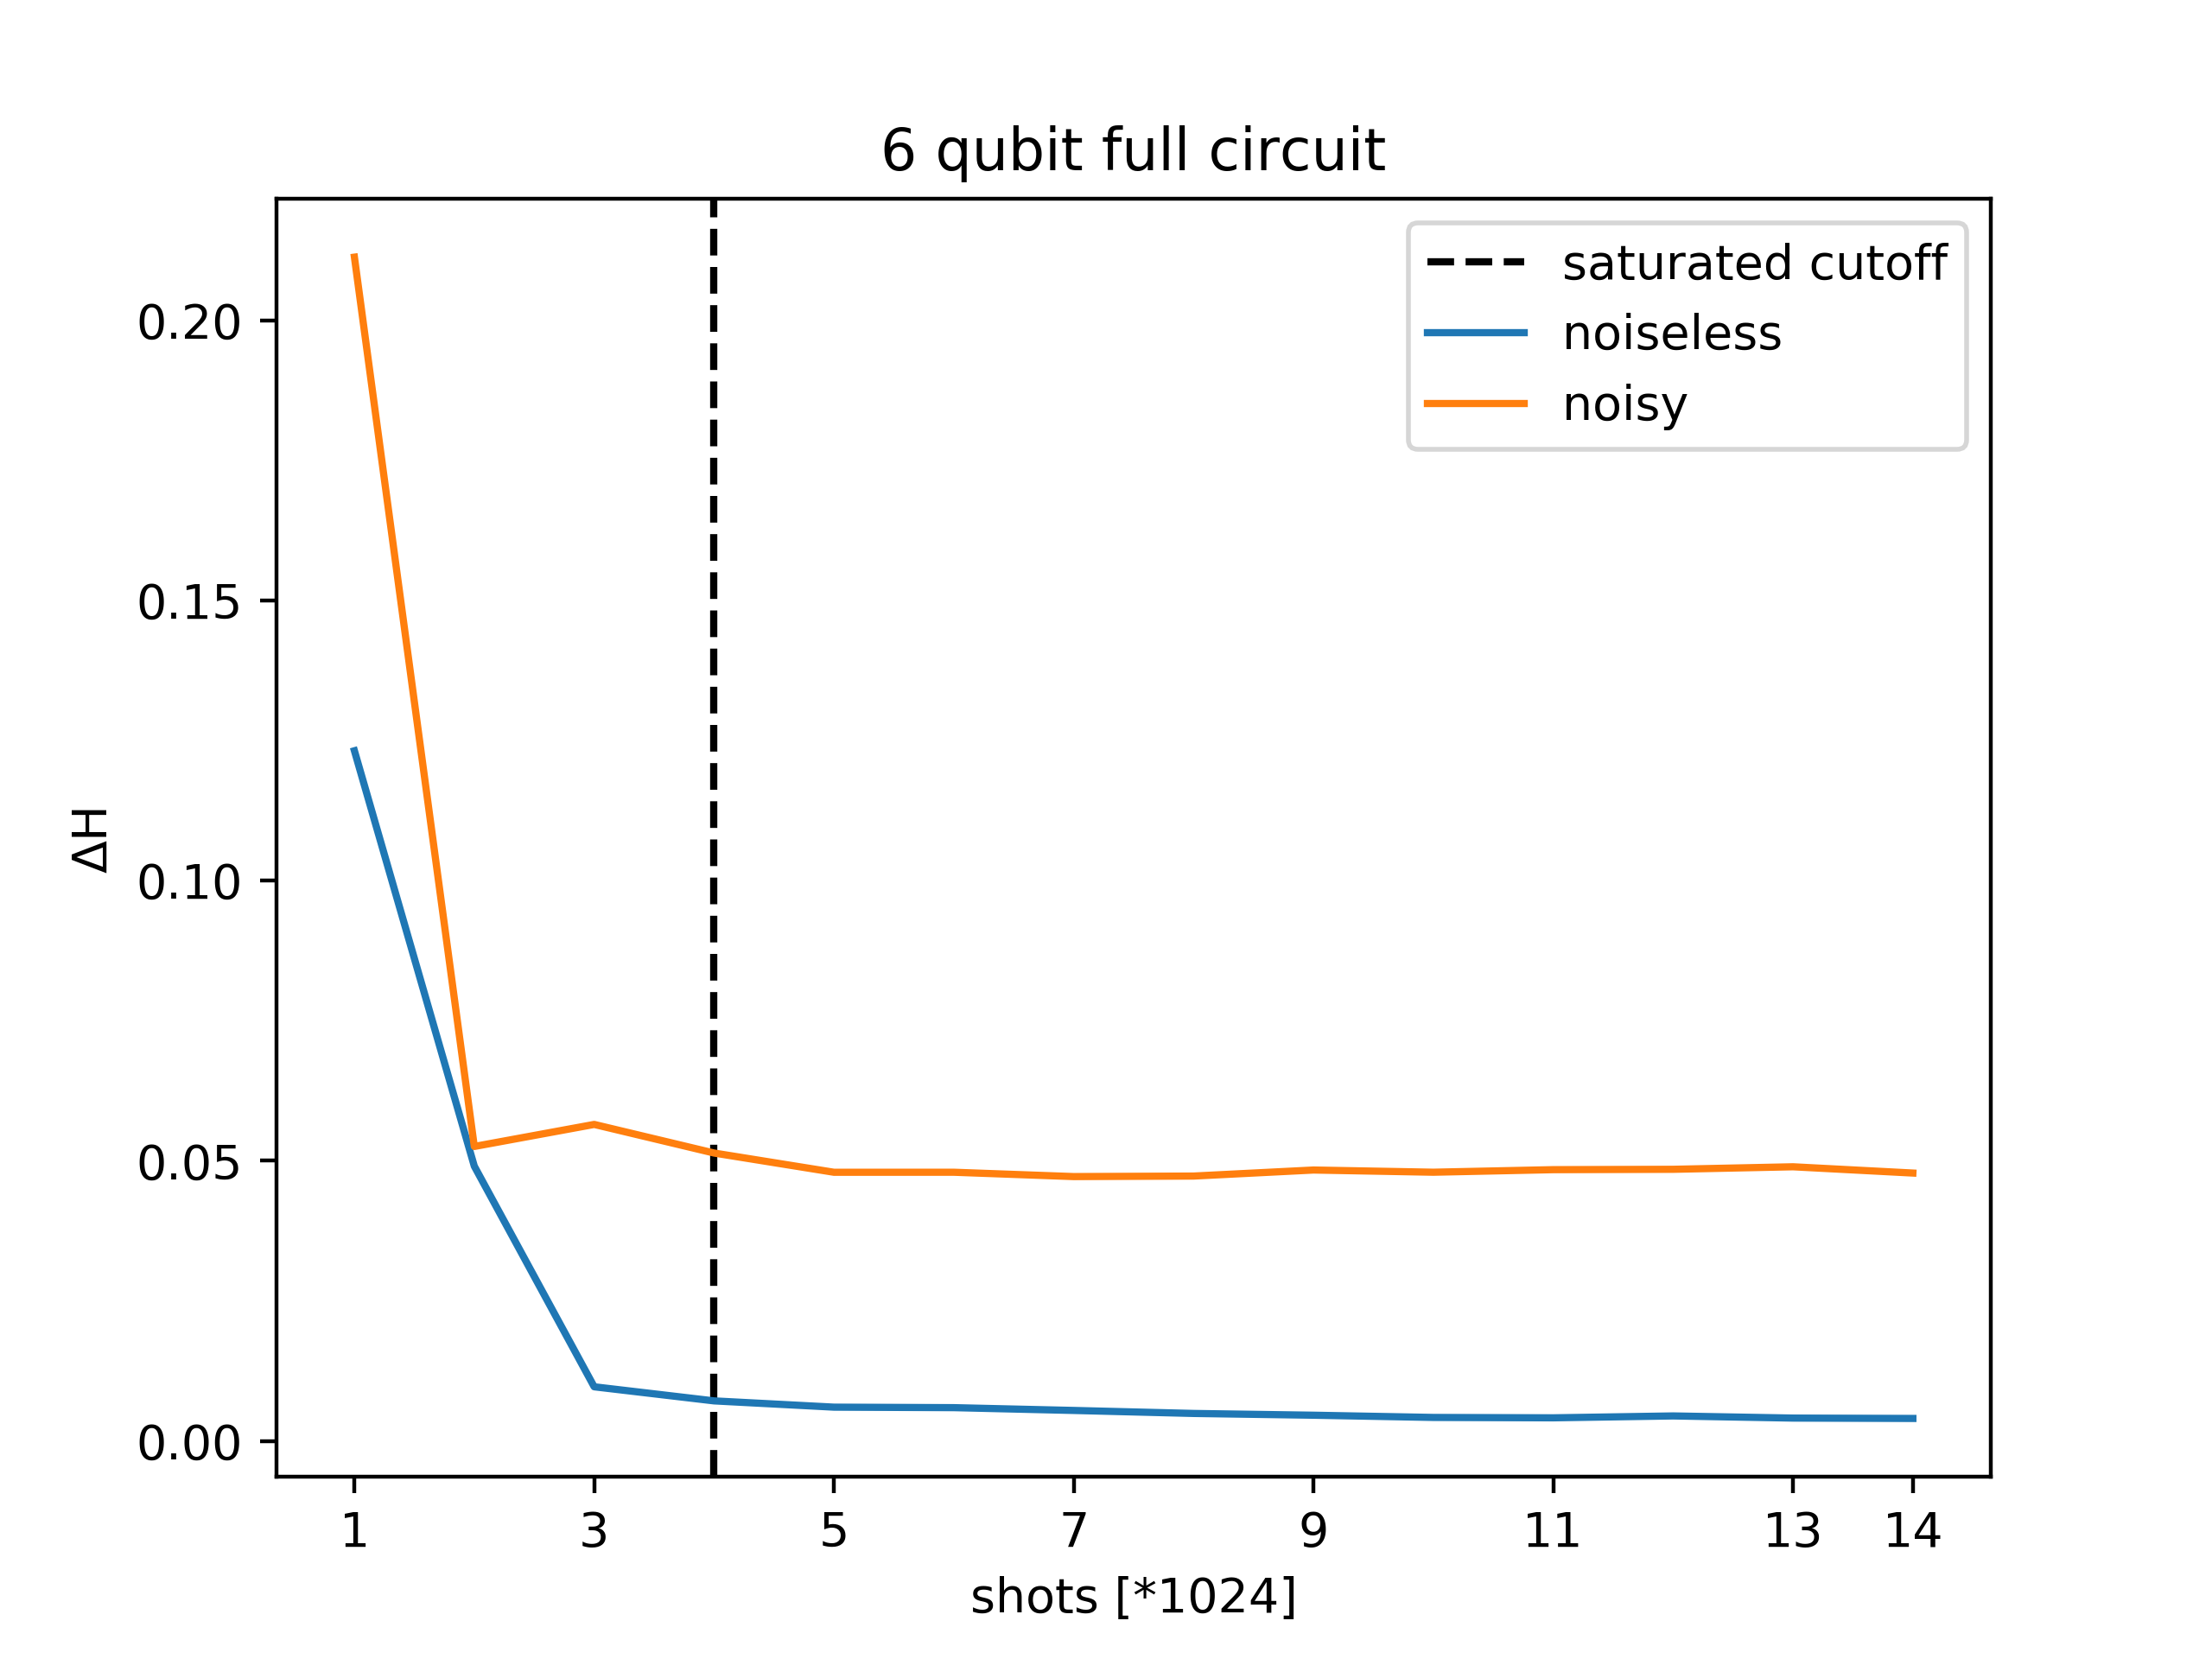 6 qubit full circuit
saturated cutoff
noiseless
noisy
0.20
0.15
0.10
0.05
0.00
ΔH
1 3 5 7 9 11 13 14
shots [*1024]